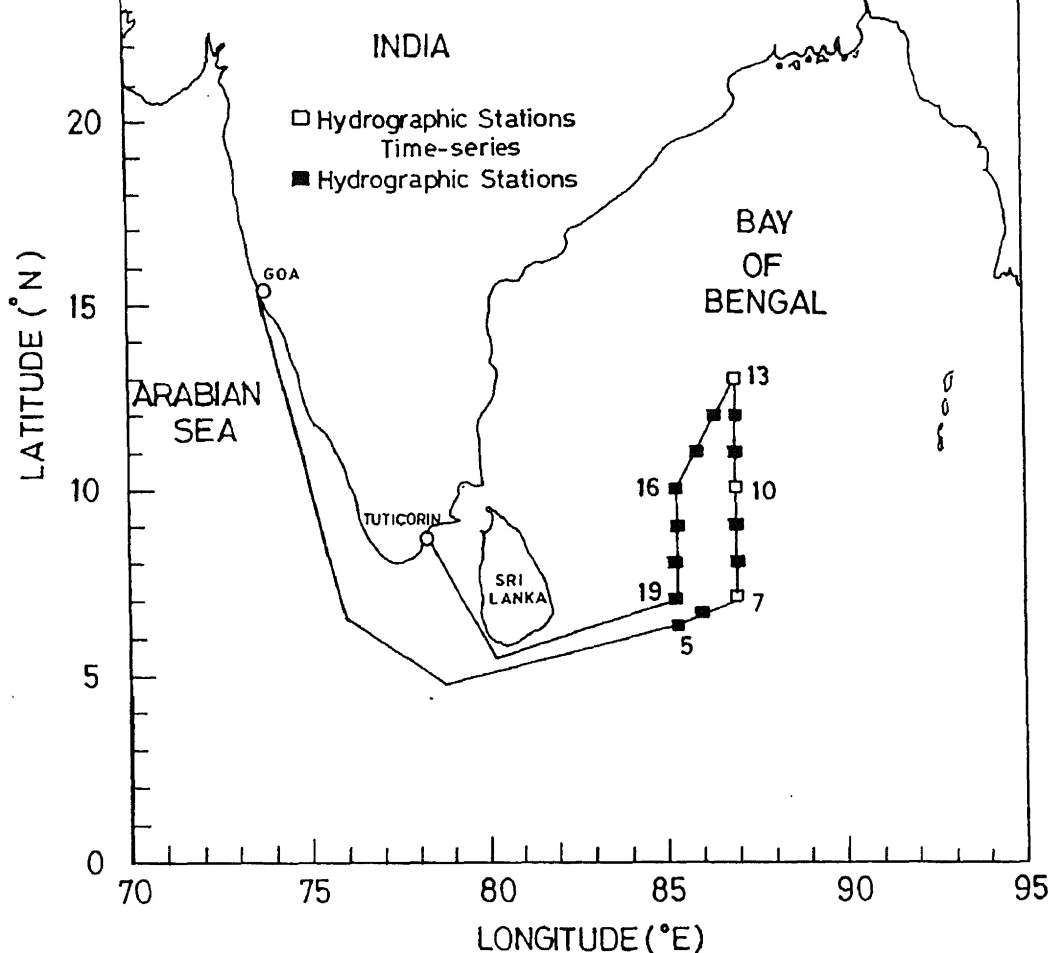 INDIA
□ Hydrographic Stations
Time-series
■ Hydrographic Stations
BAY
OF
BENGAL
GOA
ARABIAN
SEA
TUTICORIN
SRI
LANKA
13
10
16
19
7
5
LATITUDE (°N)
20
15
10
5
0
70 75 80 85 90 95
LONGITUDE (°E)